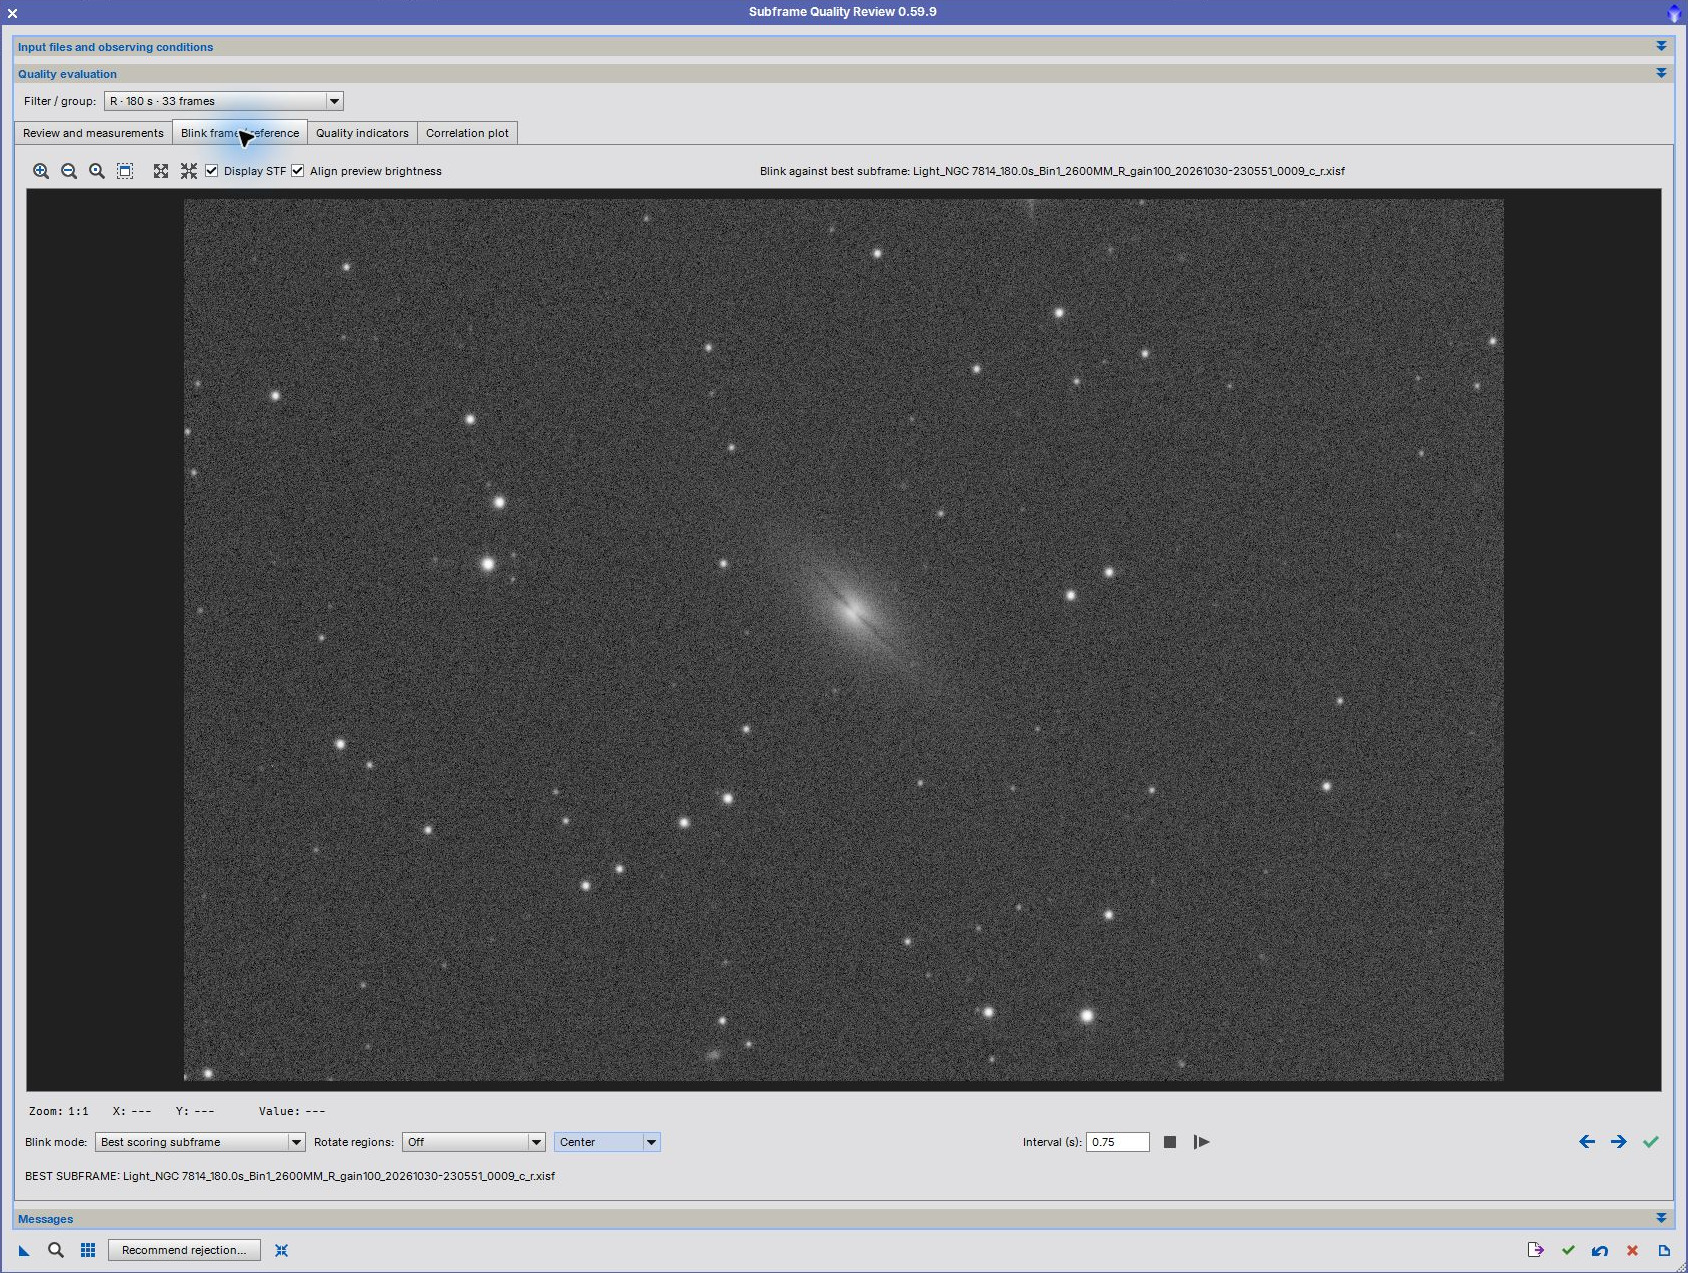 Subframe Quality Review 0.59.9
Input files and observing conditions
Quality evaluation
Filter / group: R · 180 s · 33 frames
Review and measurements Blink frame / reference Quality indicators Correlation plot
Display STF Align preview brightness Blink against best subframe: Light_NGC 7814_180.0s_Bin1_2600MM_R_gain100_20261030-230551_0009_c_r.xisf
Zoom: 1:1 X: --- Y: --- Value: ---
Blink mode: Best scoring subframe Rotate regions: Off Center Interval (s): 0.75
BEST SUBFRAME: Light_NGC 7814_180.0s_Bin1_2600MM_R_gain100_20261030-230551_0009_c_r.xisf
Messages
Recommend rejection...